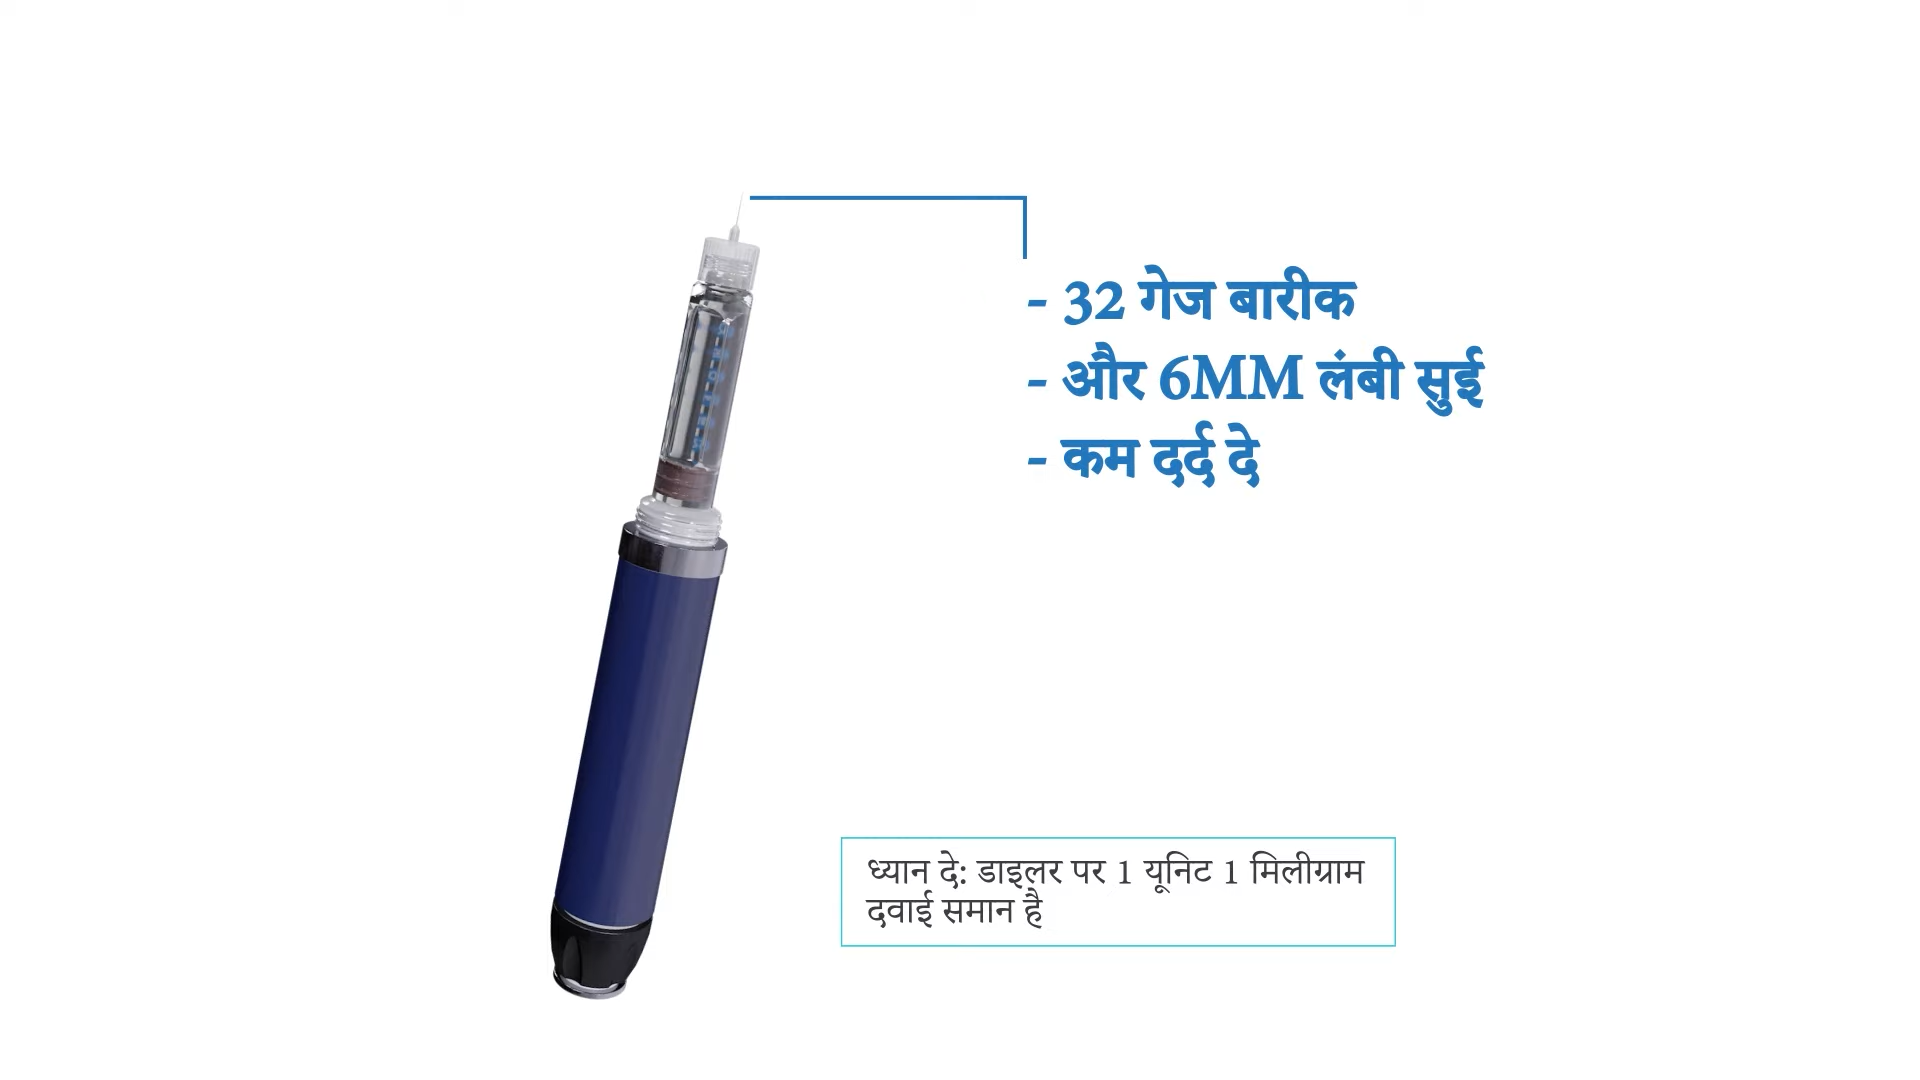 - 32 गेज बारीक
- और 6MM लंबी सुई
- कम दर्द दे
ध्यान दे: डाइलर पर 1 यूनिट 1 मिलीग्राम
दवाई समान है